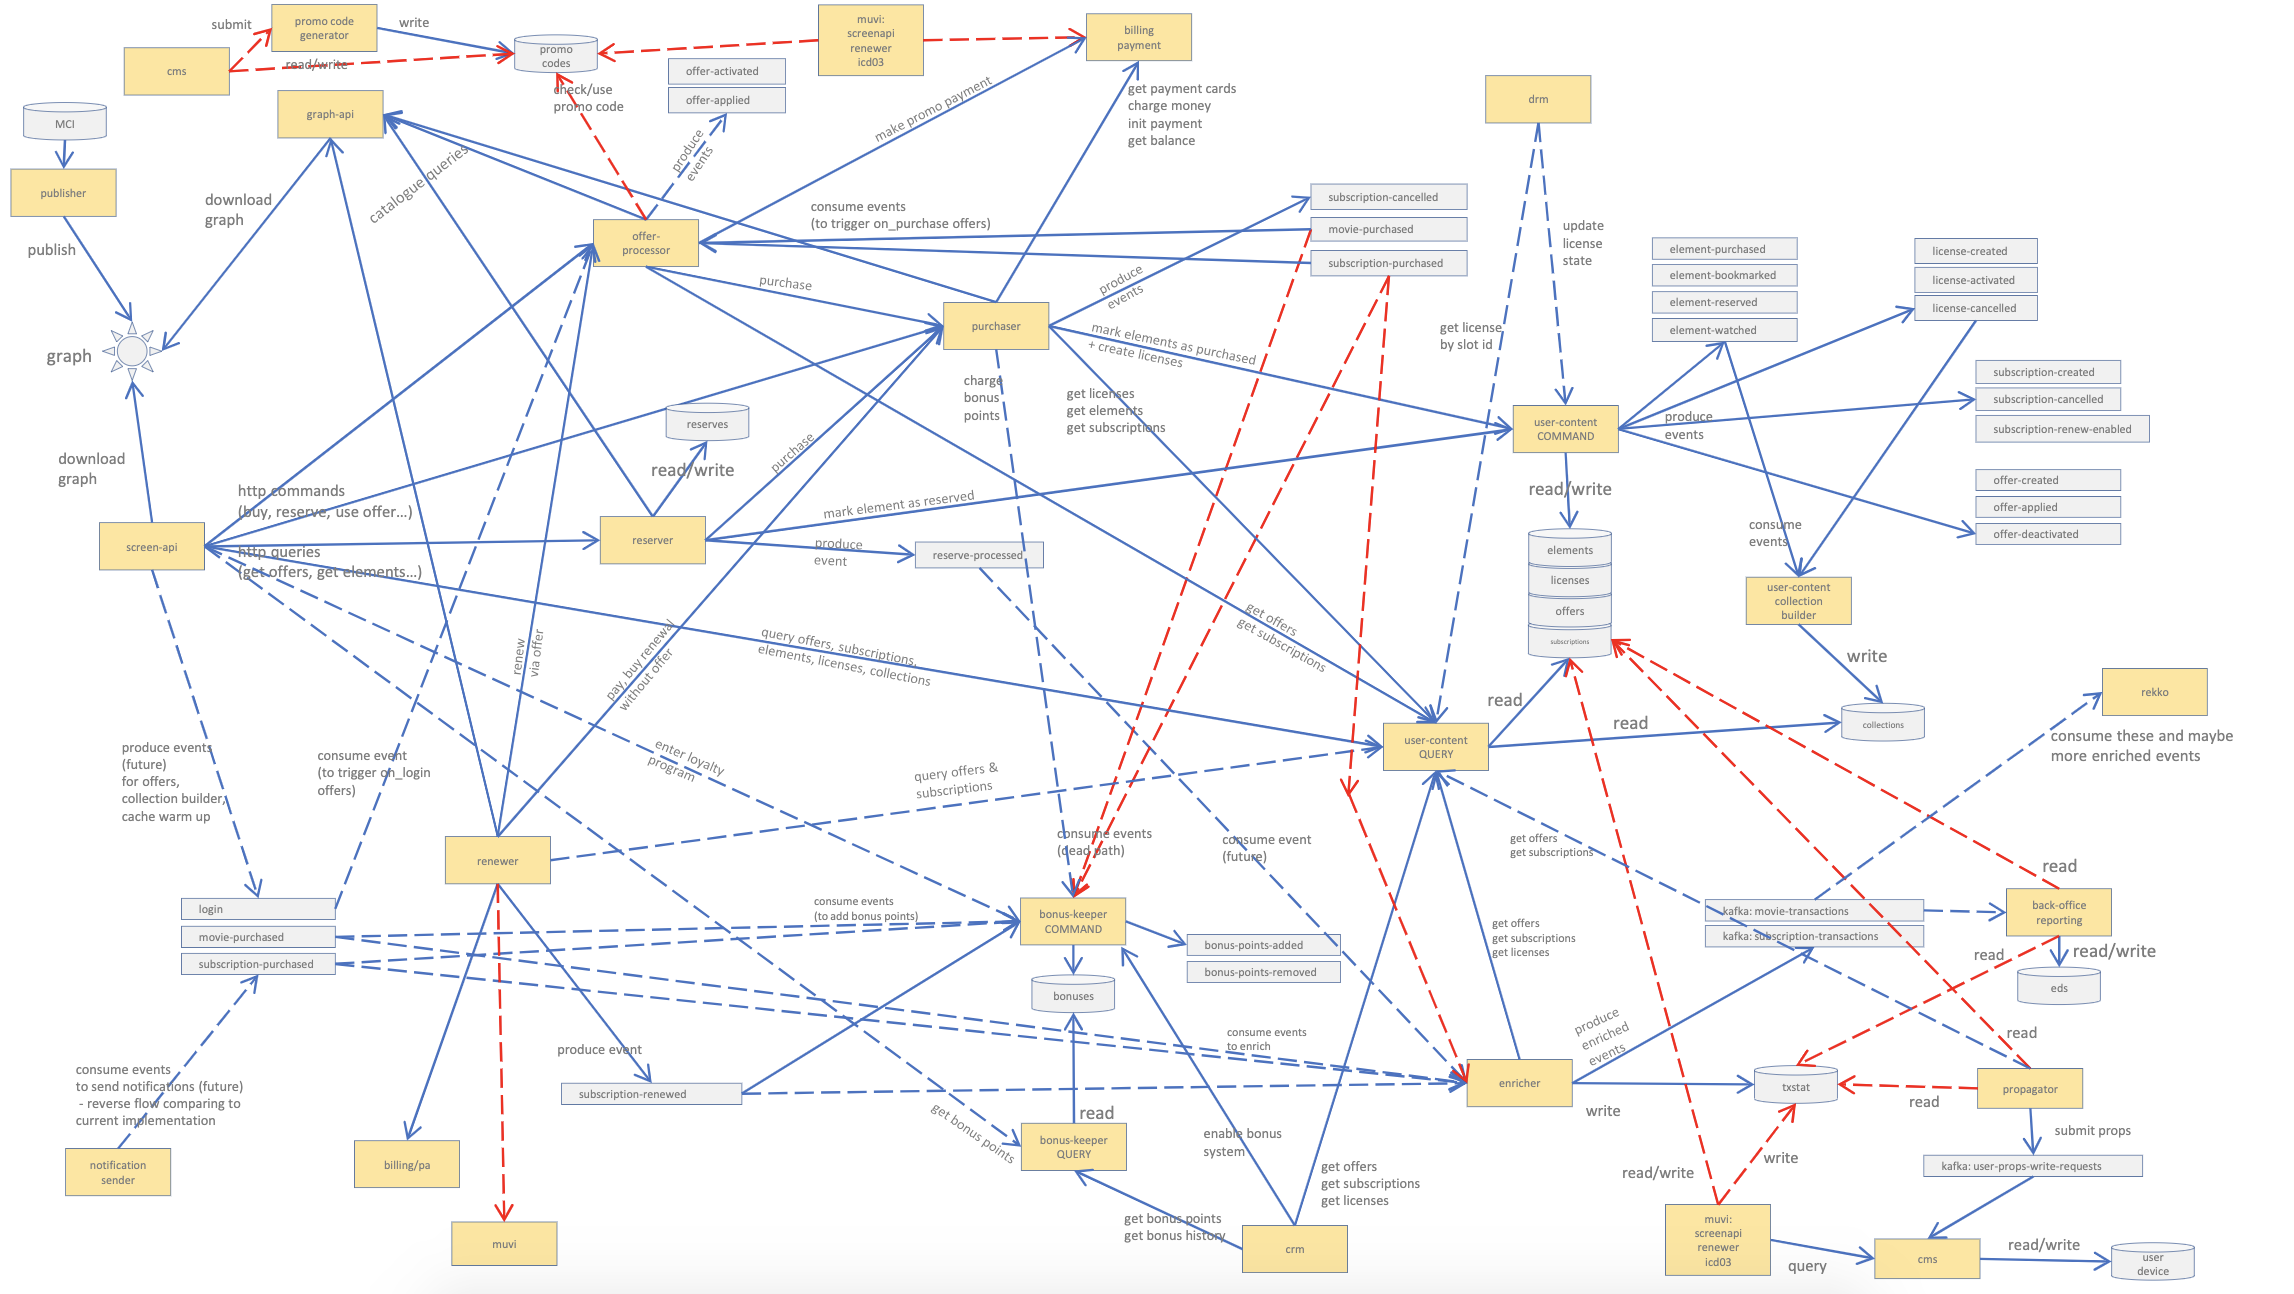 submit
promo code
generator
write
cms
read/write
promo
codes
muvi:
screenapi
renewer
icd03
billing
payment
offer-activated
offer-applied
check/use
promo code
MCI
graph-api
make promo payment
get payment cards
charge money
init payment
get balance
drm
produce
events
publisher
catalogue queries
download
graph
publish
offer-
processor
consume events
(to trigger on_purchase offers)
subscription-cancelled
movie-purchased
subscription-purchased
update
license
state
element-purchased
element-bookmarked
element-reserved
element-watched
license-created
license-activated
license-cancelled
purchase
produce
events
purchaser
graph
mark elements as purchased
+ create licenses
get license
by slot id
charge
bonus
points
get licenses
get elements
get subscriptions
user-content
COMMAND
produce
events
subscription-created
subscription-cancelled
subscription-renew-enabled
reserves
read/write
purchase
download
graph
http commands
(buy, reserve, use offer...)
mark element as reserved
read/write
offer-created
offer-applied
offer-deactivated
screen-api
http queries
(get offers, get elements...)
reserver
produce
event
reserve-processed
elements
licenses
offers
subscriptions
consume
events
user-content
collection
builder
write
renew
via offer
pay, buy renewal
without offer
query offers, subscriptions,
elements, licenses, collections
get offers
get subscriptions
read
user-content
QUERY
read
collections
rekko
consume these and maybe
more enriched events
produce events
(future)
for offers,
collection builder,
cache warm up
consume event
(to trigger on_login
offers)
enter loyalty
program
query offers &
subscriptions
renewer
consume events
(dead path)
consume event
(future)
get offers
get subscriptions
read
login
movie-purchased
subscription-purchased
consume events
(to add bonus points)
bonus-keeper
COMMAND
bonus-points-added
bonus-points-removed
get offers
get subscriptions
get licenses
kafka: movie-transactions
kafka: subscription-transactions
back-office
reporting
read
read/write
eds
bonuses
consume events
to enrich
produce
enriched
events
read
produce event
subscription-renewed
consume events
to send notifications (future)
- reverse flow comparing to
current implementation
enricher
write
txstat
read
propagator
submit props
get bonus points
read
bonus-keeper
QUERY
enable bonus
system
get offers
get subscriptions
get licenses
notification
sender
billing/pa
kafka: user-props-write-requests
read/write
write
muvi
get bonus points
get bonus history
crm
muvi:
screenapi
renewer
icd03
query
cms
read/write
user
device